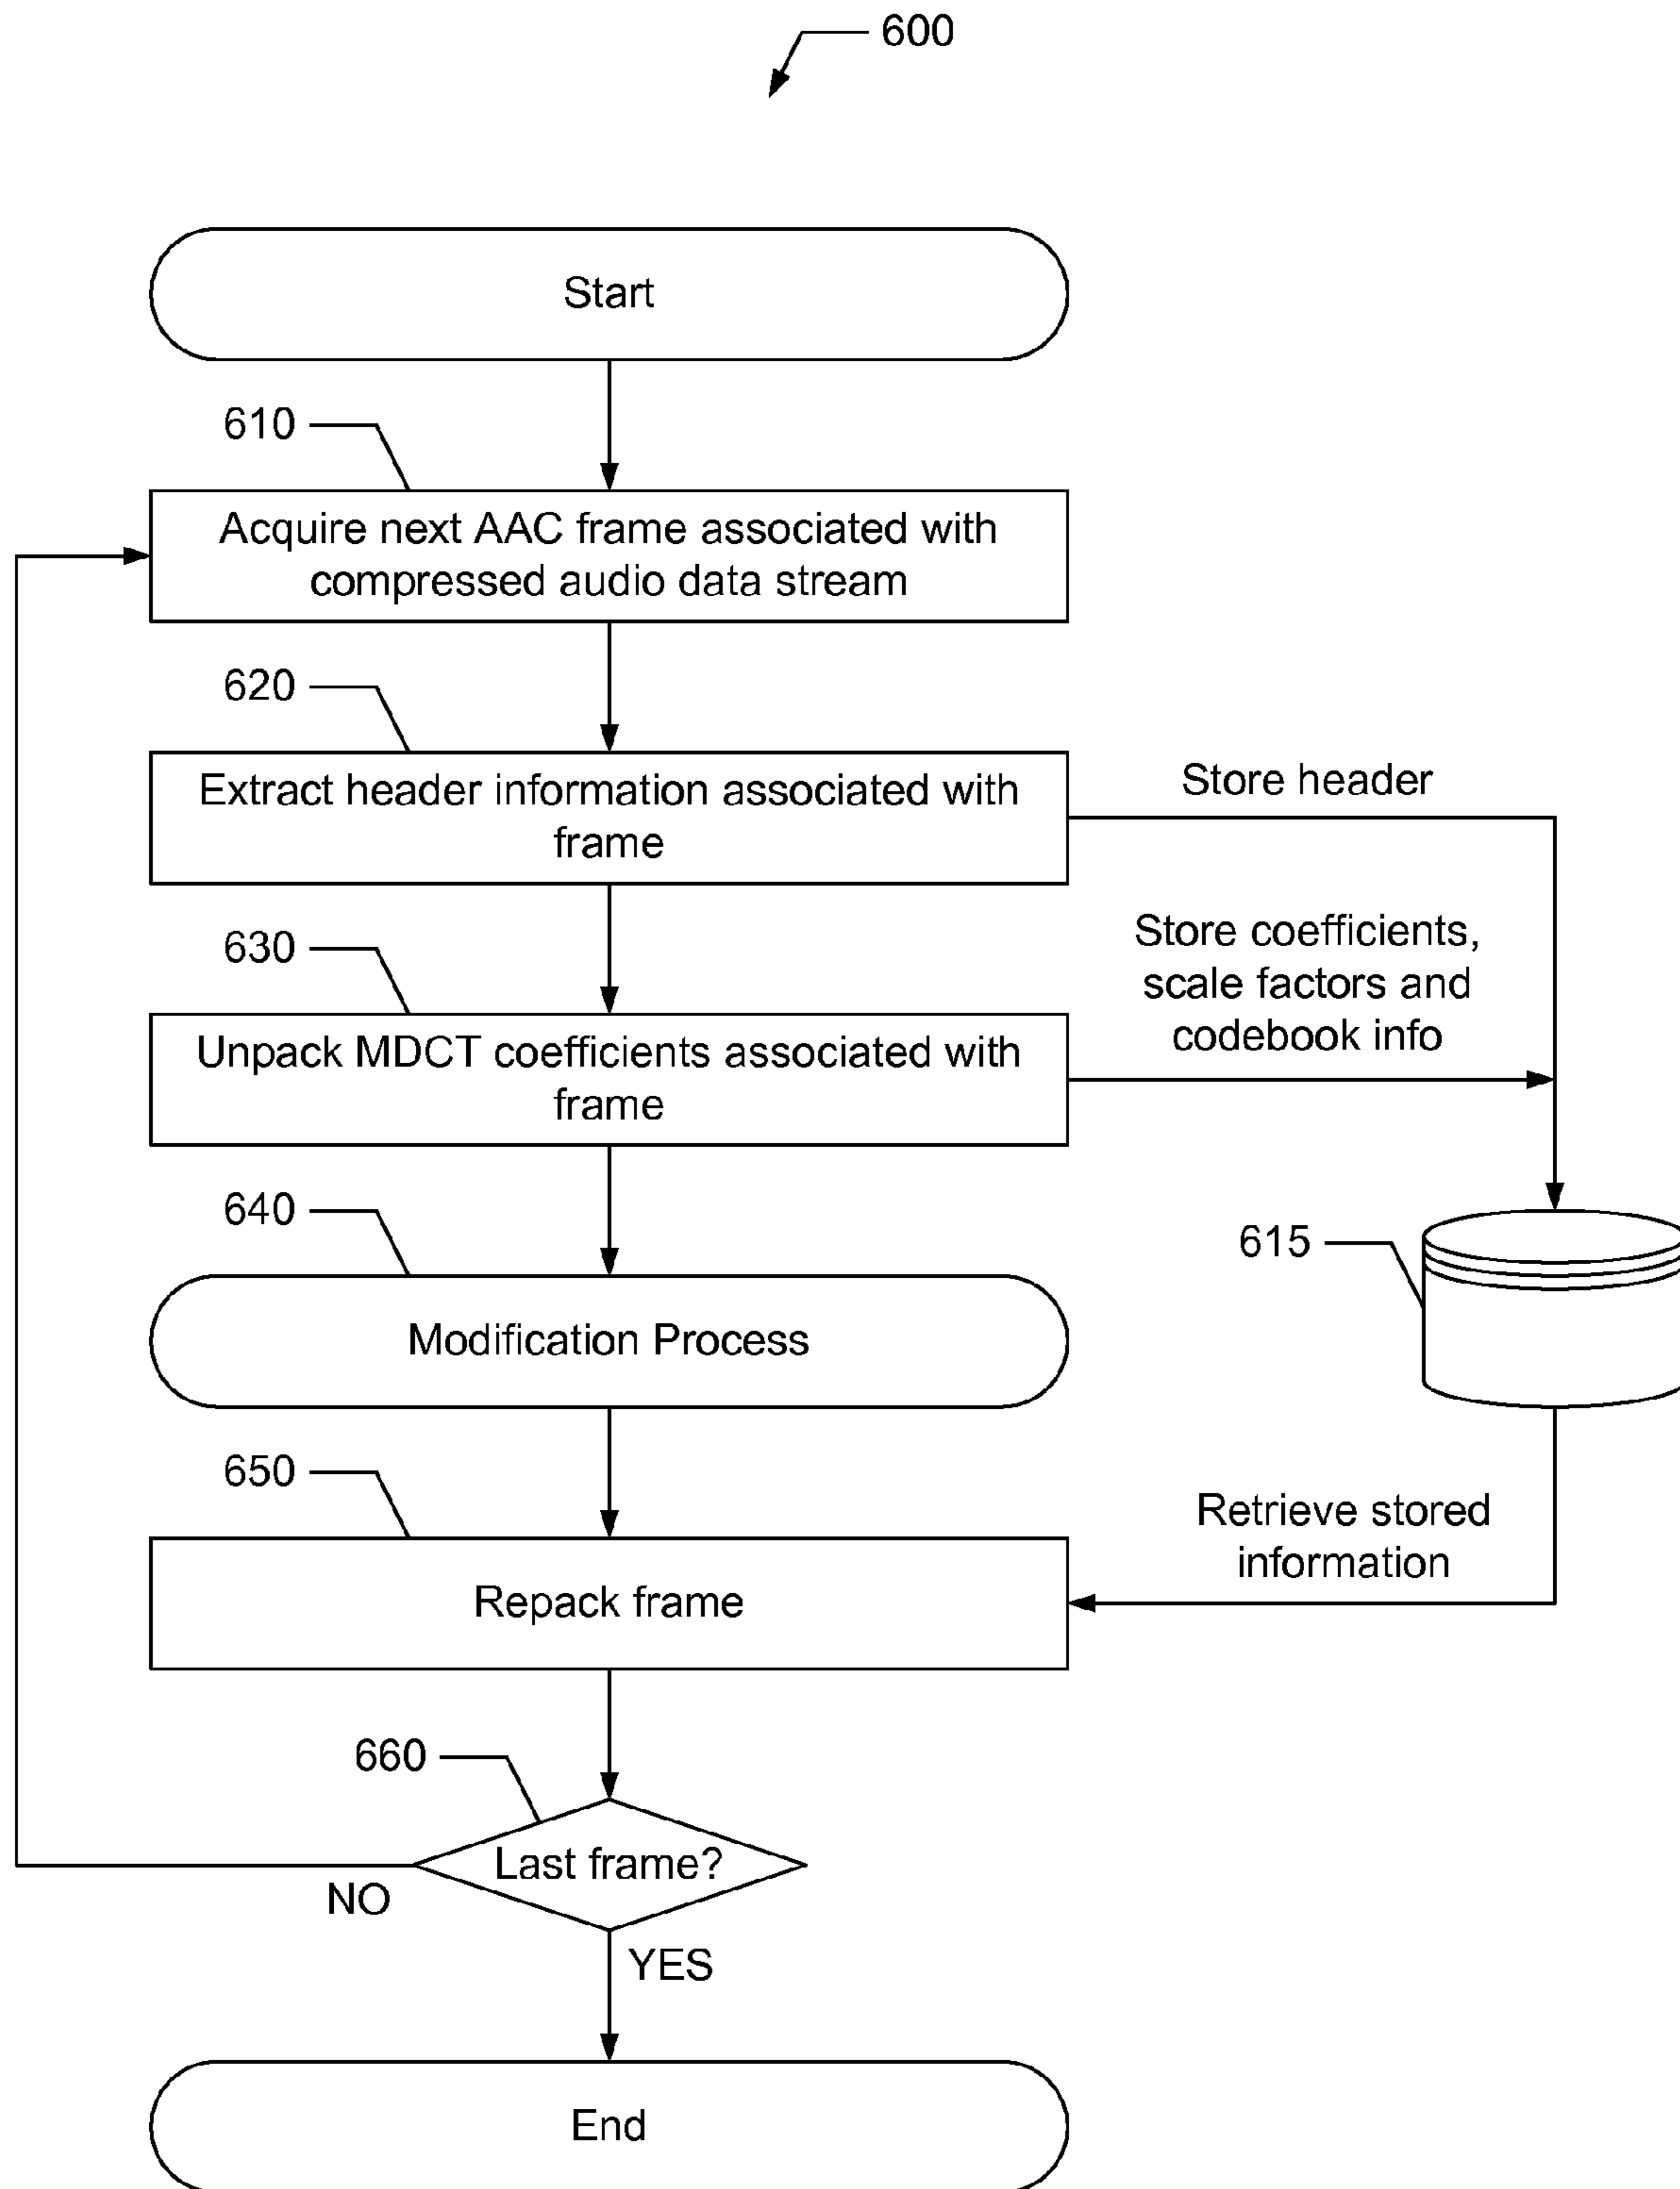 600
Start
610
Acquire next AAC frame associated with
compressed audio data stream
620
Extract header information associated with
frame
Store header
630
Store coefficients,
scale factors and
codebook info
Unpack MDCT coefficients associated with
frame
640
615
Modification Process
650
Retrieve stored
information
Repack frame
660
Last frame?
NO
YES
End